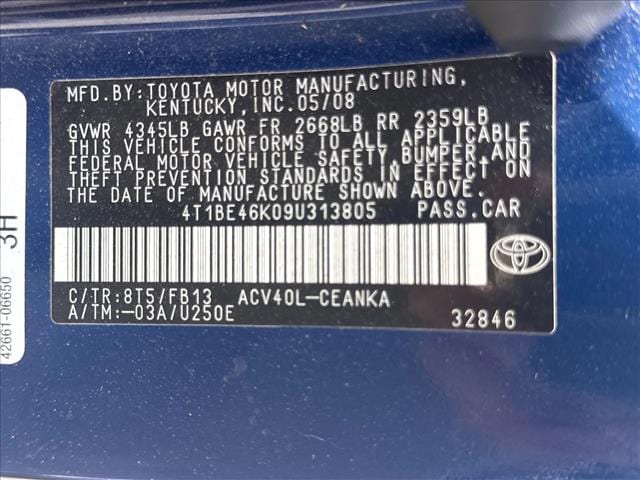 MFD.BY:TOYOTA MOTOR MANUFACTURING,
KENTUCKY,INC.05/08
GVWR 4345LB GAWR FR 2668LB RR 2359LB
THIS VEHICLE CONFORMS TO ALL APPLICABLE
FEDERAL MOTOR VEHICLE SAFETY,BUMPER,AND
THEFT PREVENTION STANDARDS IN EFFECT ON
THE DATE OF MANUFACTURE SHOWN ABOVE.
4T1BE46K09U313805 PASS.CAR
C/TR:8T5/FB13 ACV40L-CEANKA
A/TM:-03A/U250E 32846
42661-06650 3H